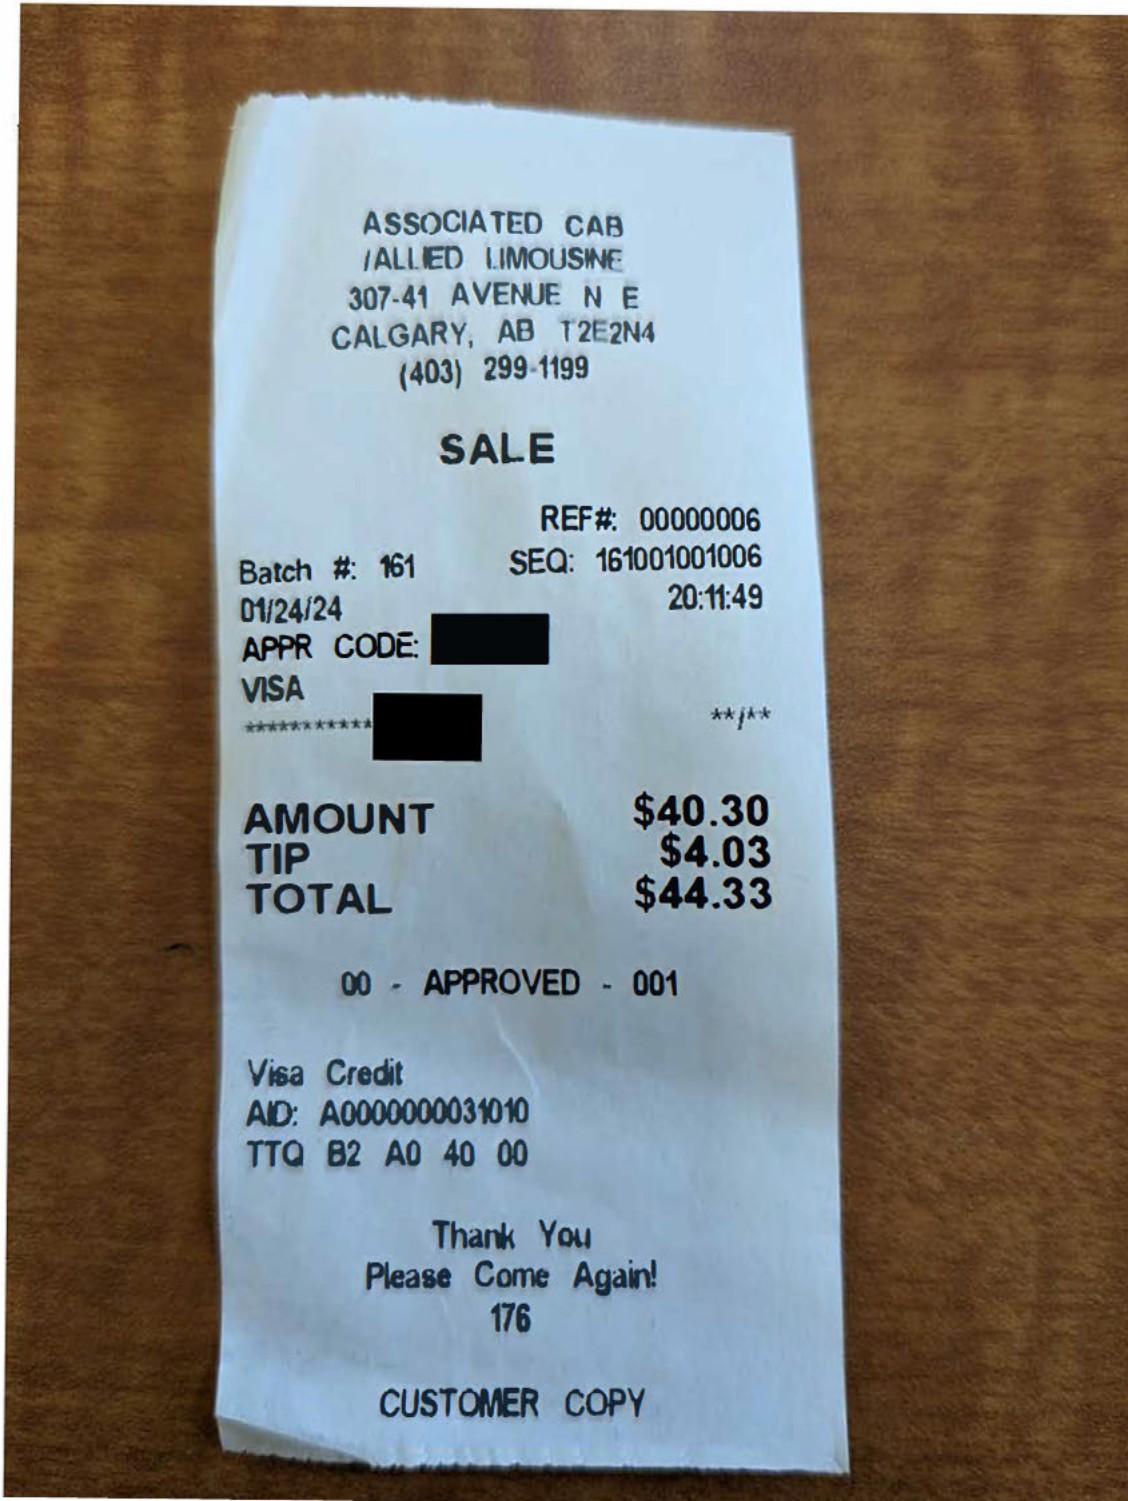 ASSOCIATED CAB
/ALLIED LIMOUSINE
307-41 AVENUE N E
CALGARY, AB T2E2N4
(403) 299-1199
SALE
REF#: 00000006
Batch #: 161 SEQ: 161001001006
01/24/24 20:11:49
APPR CODE:
VISA
*********** **/**
AMOUNT $40.30
TIP $4.03
TOTAL $44.33
00 - APPROVED - 001
Visa Credit
AID: A0000000031010
TTQ B2 A0 40 00
Thank You
Please Come Again!
176
CUSTOMER COPY